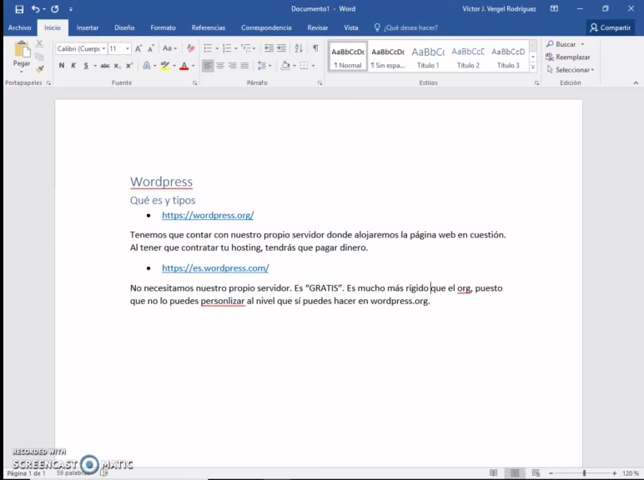 Documento1 - Word
Víctor J. Vergel Rodríguez
Archivo Inicio Insertar Diseño Formato Referencias Correspondencia Revisar Vista ¿Qué desea hacer? Compartir
Pegar
Calibri (Cuerpo 11
Aa
N K S abc x₂ x²
AaBbCcDc AaBbCcDc AaBbC( AaBbCcC AaBbCcD
¶ Normal ¶ Sin espa... Título 1 Título 2 Título 3
Buscar
Reemplazar
Seleccionar
Portapapeles Fuente Párrafo Estilos Edición
Wordpress
Qué es y tipos
• https://wordpress.org/
Tenemos que contar con nuestro propio servidor donde alojaremos la página web en cuestión.
Al tener que contratar tu hosting, tendrás que pagar dinero.
• https://es.wordpress.com/
No necesitamos nuestro propio servidor. Es “GRATIS”. Es mucho más rígido que el org, puesto
que no lo puedes personlizar al nivel que sí puedes hacer en wordpress.org.
RECORDED WITH
SCREENCAST MATIC
Página 1 de 1 59 palabras
120 %